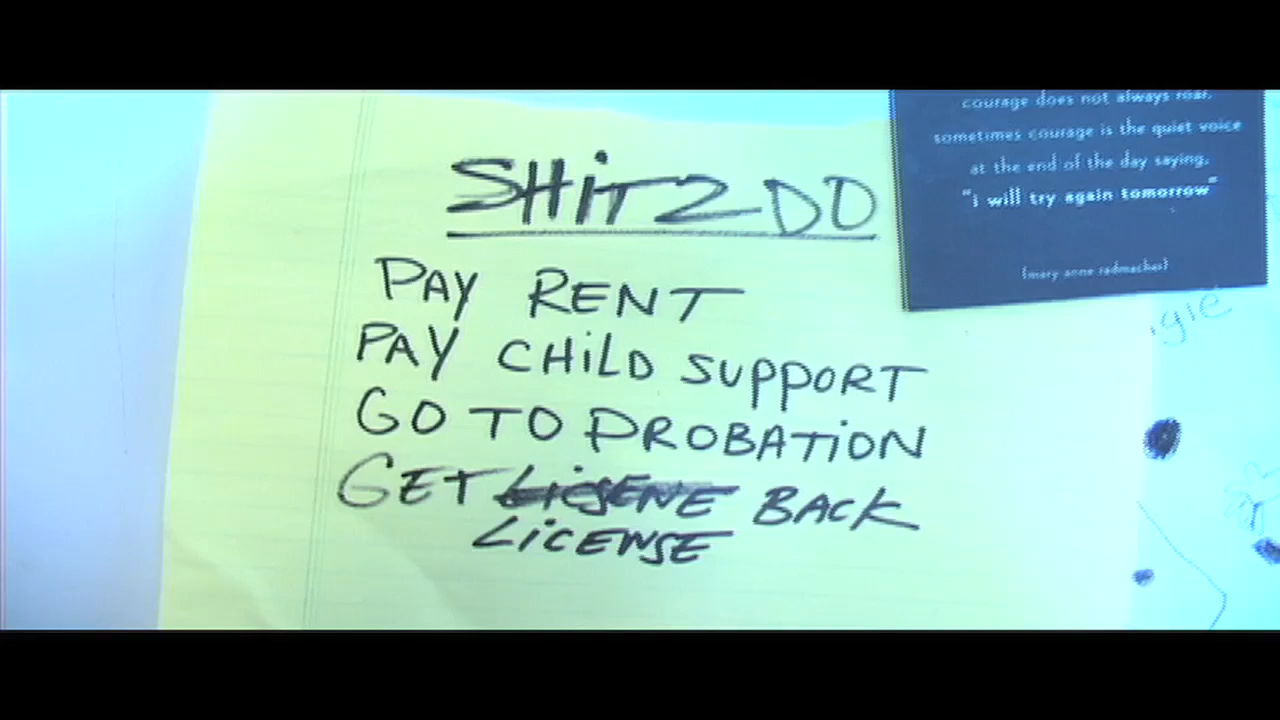 SHiT 2 DO
PAY RENT
PAY CHiLD SUPPORT
GO TO PROBATiON
GET LiCSENE BACK
LiCENSE
courage does not always roar.
sometimes courage is the quiet voice
at the end of the day saying,
"i will try again tomorrow"
{mary anne radmacher}